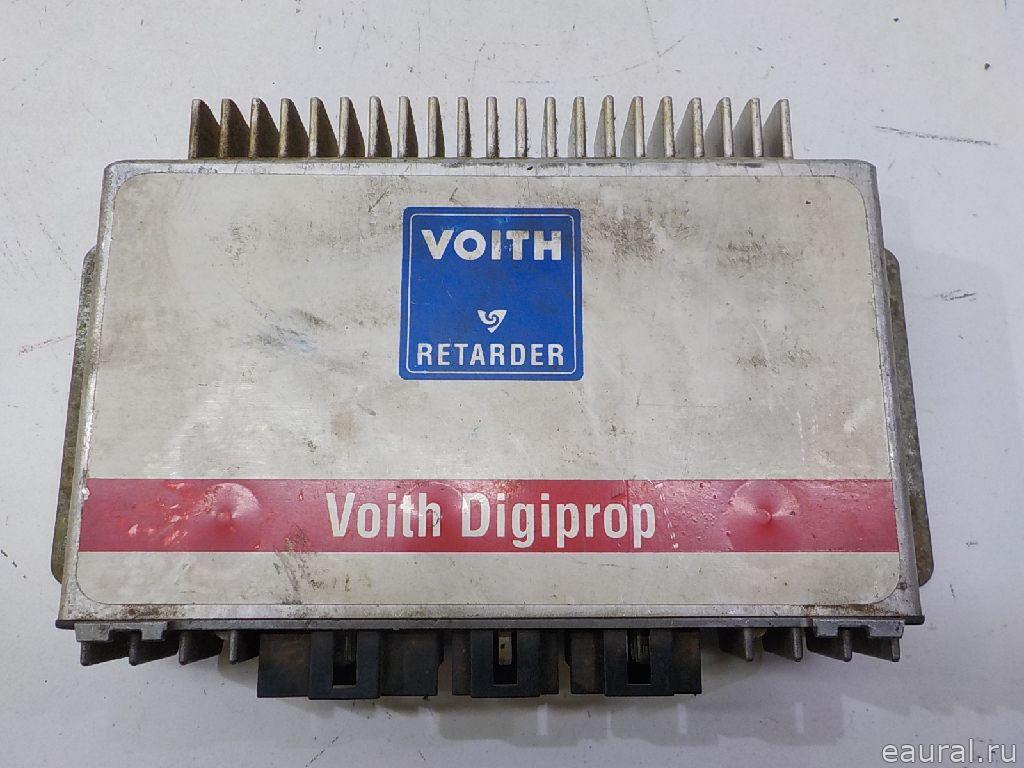 VOITH
RETARDER
Voith Digiprop
eaural.ru